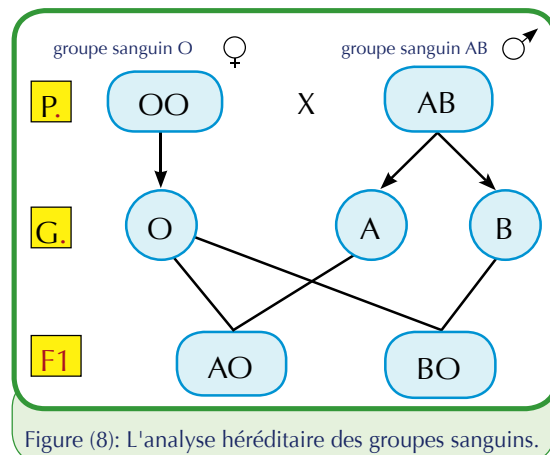 groupe sanguin O ♀ groupe sanguin AB ♂
P. OO X AB
G. O A B
F1 AO BO
Figure (8): L'analyse héréditaire des groupes sanguins.